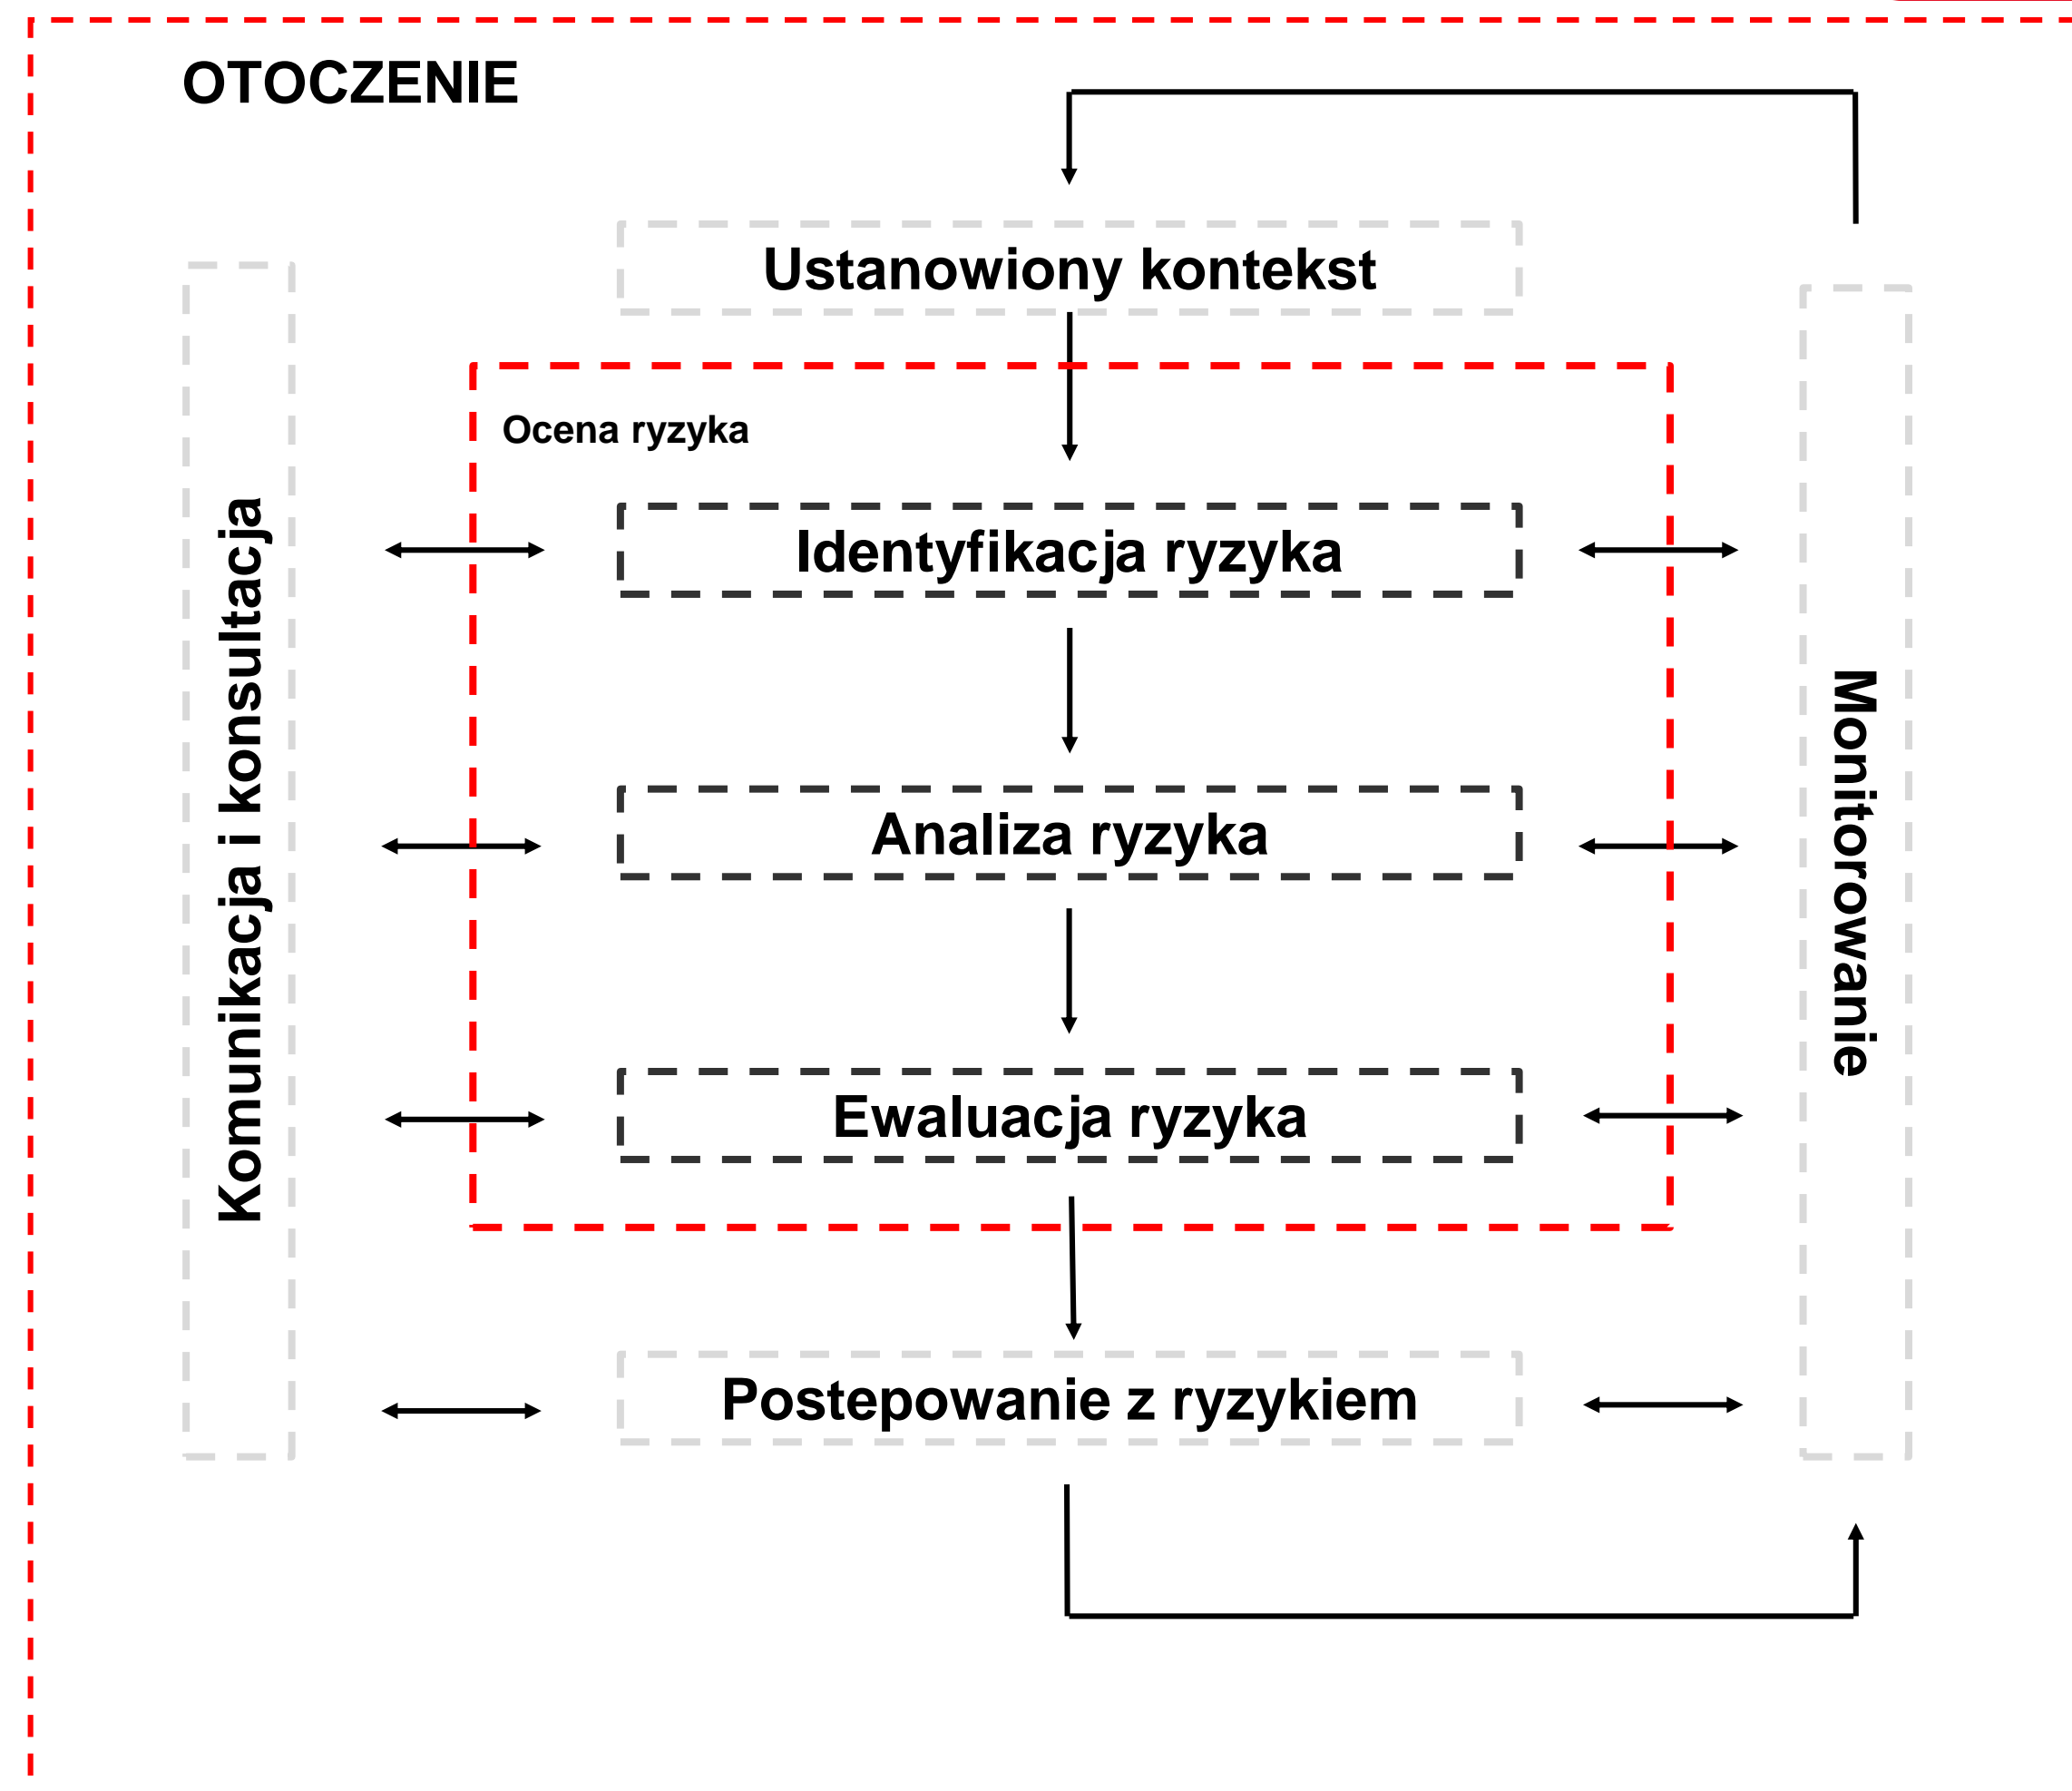 OTOCZENIE
Ustanowiony kontekst
Ocena ryzyka
Identyfikacja ryzyka
Analiza ryzyka
Ewaluacja ryzyka
Postepowanie z ryzykiem
Komunikacja i konsultacja
Monitorowanie